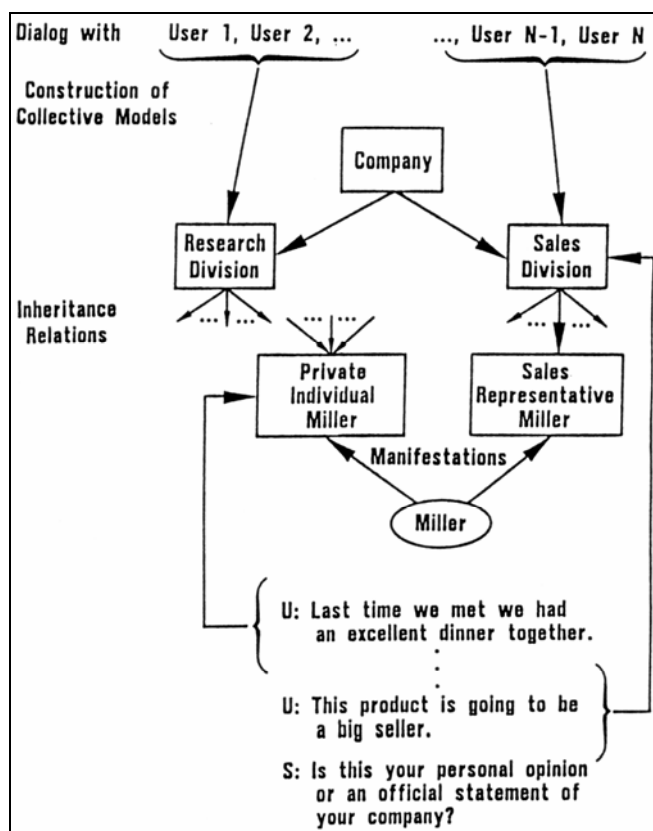 Dialog with User 1, User 2, ... ..., User N-1, User N
Construction of
Collective Models
Company
Research
Division
Sales
Division
Inheritance
Relations
... ... ... ... ... ...
Private
Individual
Miller
Sales
Representative
Miller
Manifestations
Miller
U: Last time we met we had
an excellent dinner together.
U: This product is going to be
a big seller.
S: Is this your personal opinion
or an official statement of
your company?